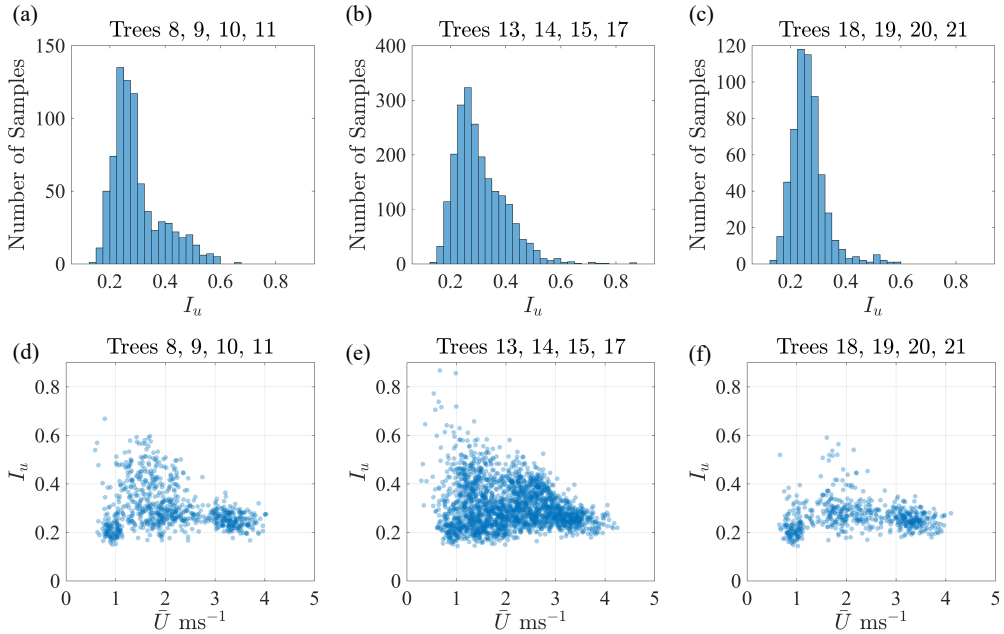 (a) Trees 8, 9, 10, 11
150
100
50
0
Number of Samples
0.2 0.4 0.6 0.8
I_u
(b) Trees 13, 14, 15, 17
400
300
200
100
0
Number of Samples
0.2 0.4 0.6 0.8
I_u
(c) Trees 18, 19, 20, 21
120
100
80
60
40
20
0
Number of Samples
0.2 0.4 0.6 0.8
I_u
(d) Trees 8, 9, 10, 11
0.8
0.6
0.4
0.2
0
I_u
0 1 2 3 4 5
Ū ms⁻¹
(e) Trees 13, 14, 15, 17
0.8
0.6
0.4
0.2
0
I_u
0 1 2 3 4 5
Ū ms⁻¹
(f) Trees 18, 19, 20, 21
0.8
0.6
0.4
0.2
0
I_u
0 1 2 3 4 5
Ū ms⁻¹